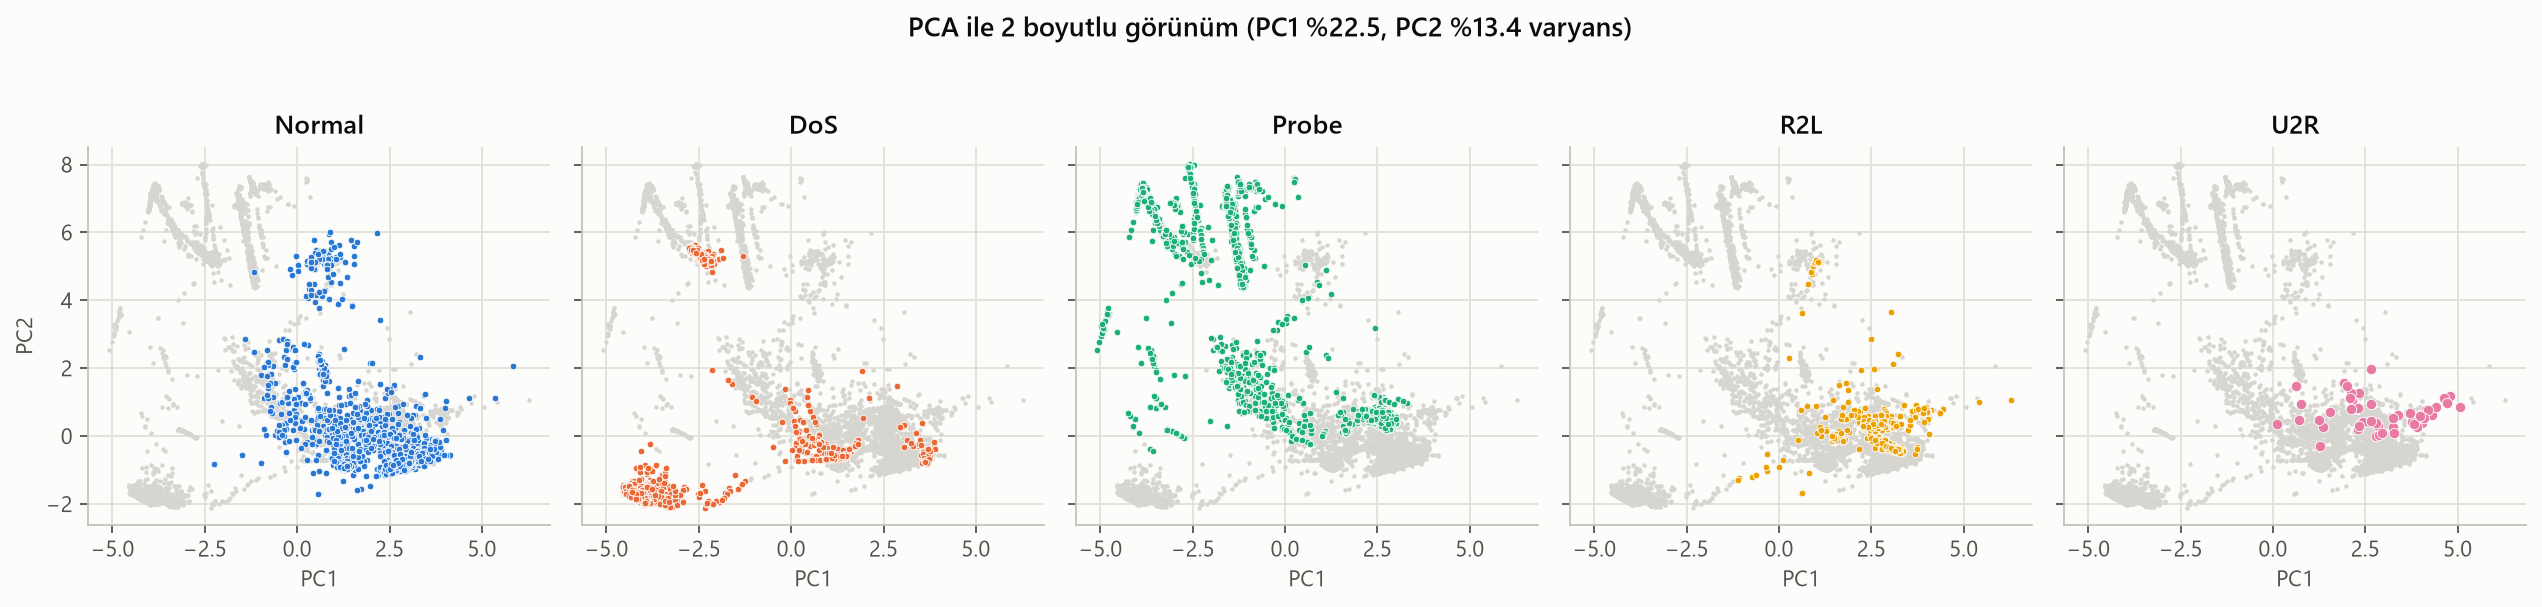 PCA ile 2 boyutlu görünüm (PC1 %22.5, PC2 %13.4 varyans)
Normal DoS Probe R2L U2R
PC2
8
6
4
2
0
−2
−5.0 −2.5 0.0 2.5 5.0 −5.0 −2.5 0.0 2.5 5.0 −5.0 −2.5 0.0 2.5 5.0 −5.0 −2.5 0.0 2.5 5.0 −5.0 −2.5 0.0 2.5 5.0
PC1 PC1 PC1 PC1 PC1